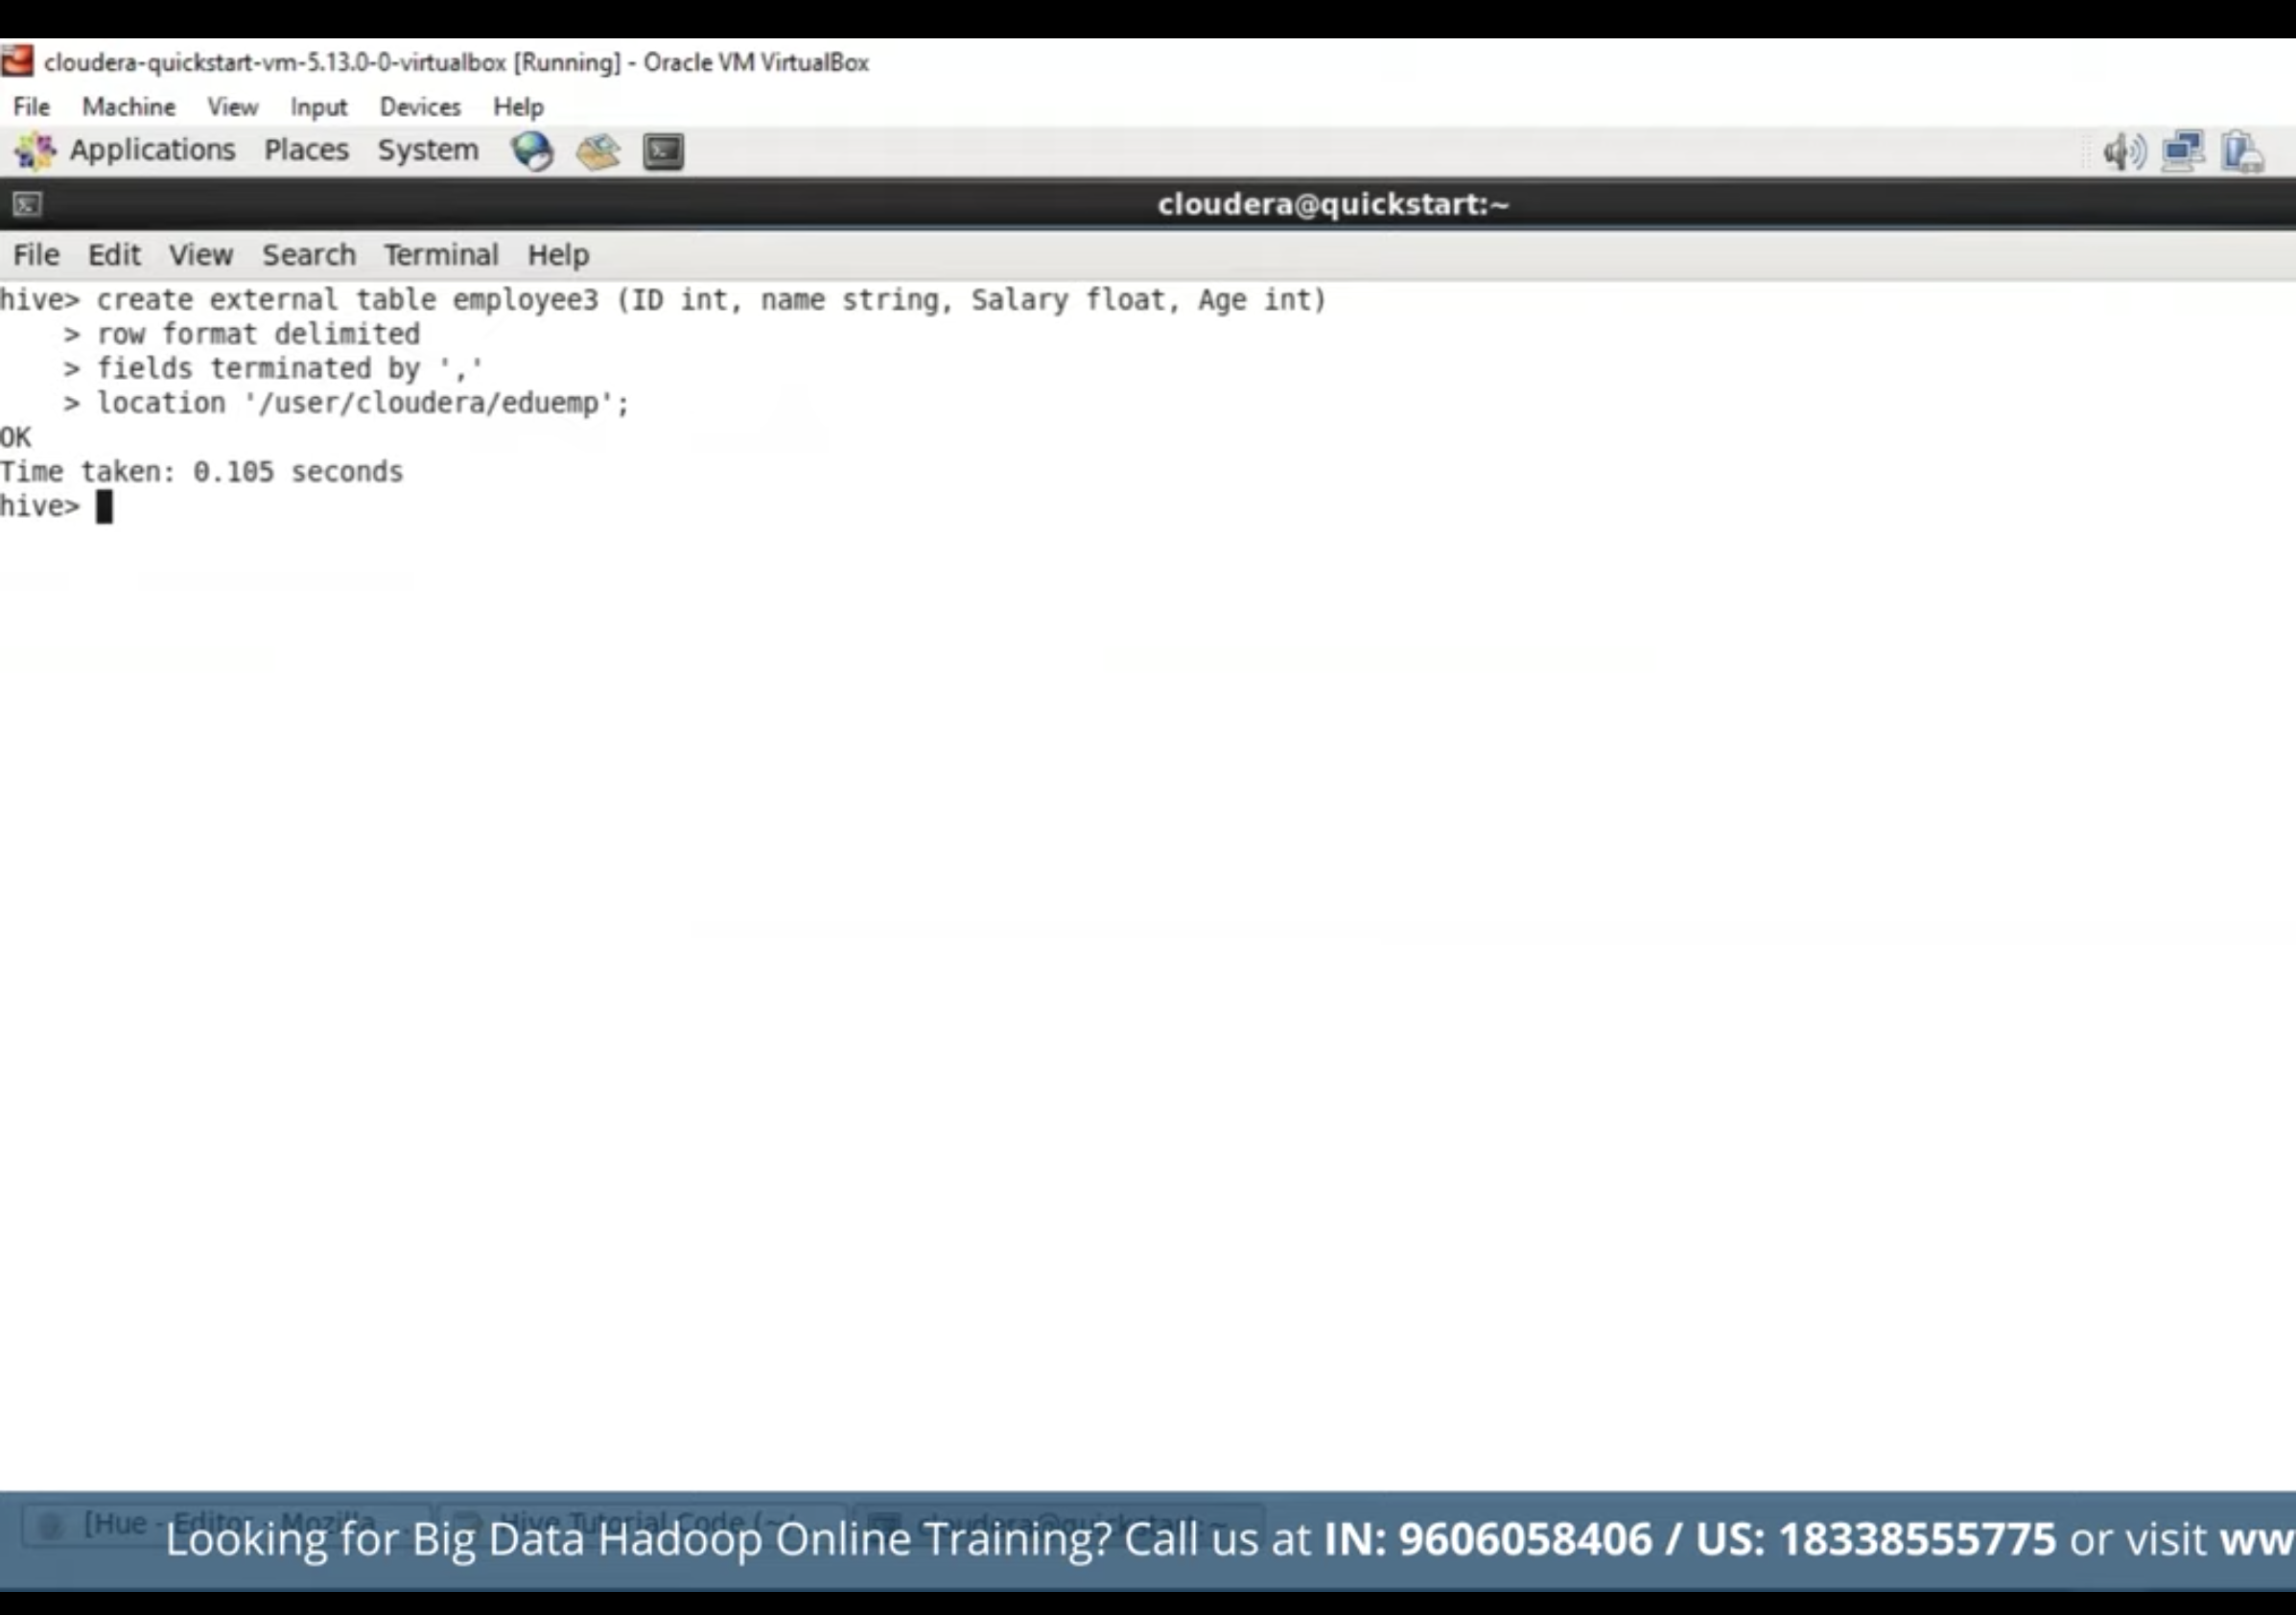 cloudera-quickstart-vm-5.13.0-0-virtualbox [Running] - Oracle VM VirtualBox
File Machine View Input Devices Help
Applications Places System
cloudera@quickstart:~
File Edit View Search Terminal Help
hive> create external table employee3 (ID int, name string, Salary float, Age int)
> row format delimited
> fields terminated by ','
> location '/user/cloudera/eduemp';
OK
Time taken: 0.105 seconds
hive>
[Hue - Editor - Mozilla Hive Tutorial Code (~ cloudera@quickstart:~
Looking for Big Data Hadoop Online Training? Call us at IN: 9606058406 / US: 18338555775 or visit ww